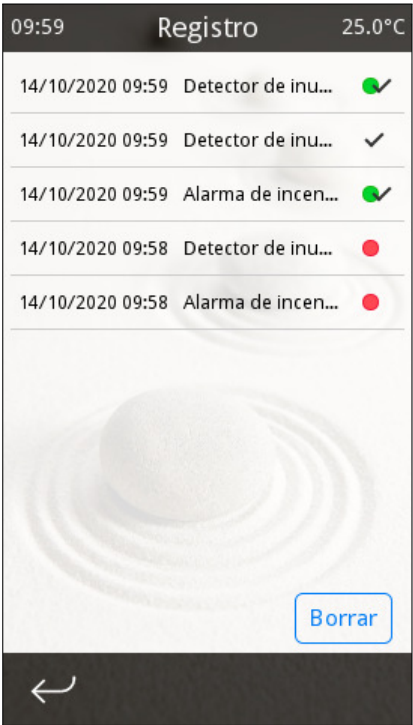 09:59 Registro 25.0°C
14/10/2020 09:59 Detector de inu...
14/10/2020 09:59 Detector de inu...
14/10/2020 09:59 Alarma de incen...
14/10/2020 09:58 Detector de inu...
14/10/2020 09:58 Alarma de incen...
Borrar